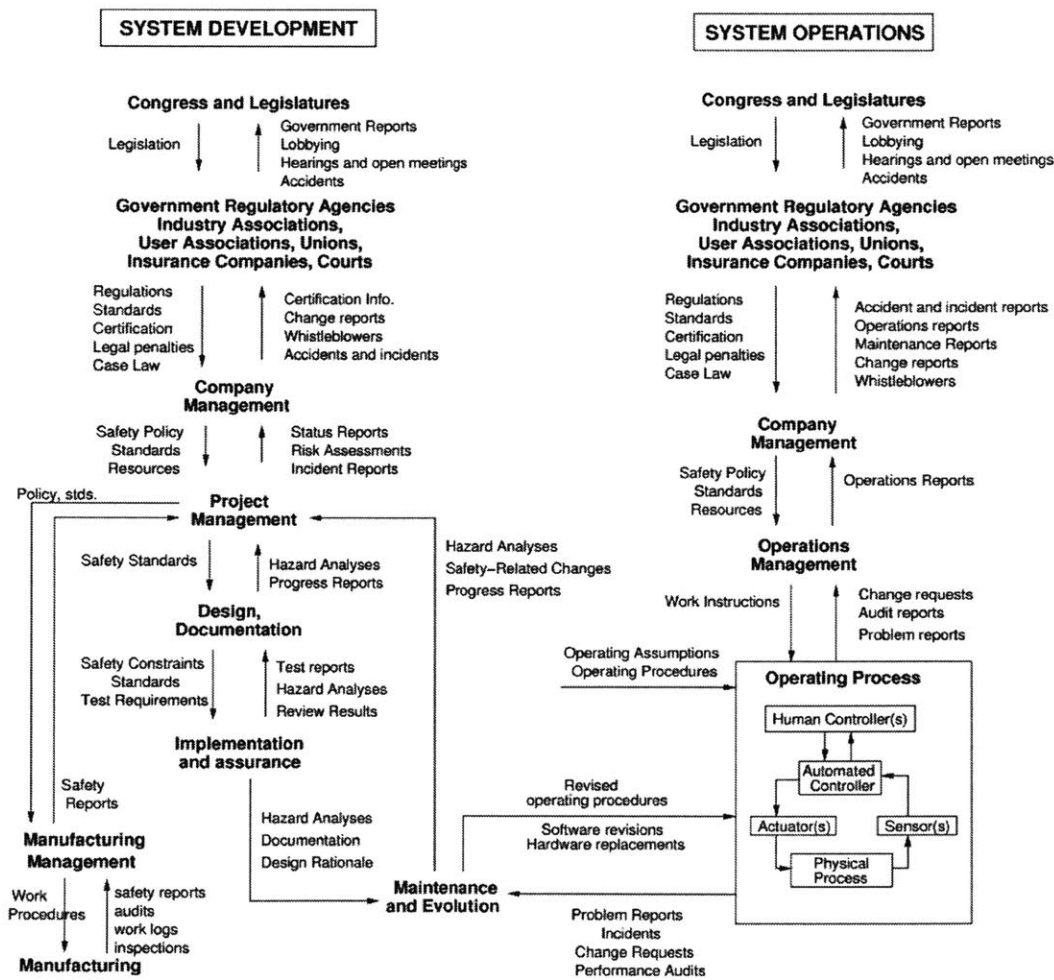 SYSTEM DEVELOPMENT
Congress and Legislatures
Legislation
Government Reports
Lobbying
Hearings and open meetings
Accidents
Government Regulatory Agencies
Industry Associations,
User Associations, Unions,
Insurance Companies, Courts
Regulations
Standards
Certification
Legal penalties
Case Law
Certification Info.
Change reports
Whistleblowers
Accidents and incidents
Company
Management
Safety Policy
Standards
Resources
Status Reports
Risk Assessments
Incident Reports
Policy, stds.
Project
Management
Safety Standards
Hazard Analyses
Progress Reports
Hazard Analyses
Safety-Related Changes
Progress Reports
Design,
Documentation
Safety Constraints
Standards
Test Requirements
Test reports
Hazard Analyses
Review Results
Implementation
and assurance
Safety
Reports
Hazard Analyses
Documentation
Design Rationale
Manufacturing
Management
Work
Procedures
safety reports
audits
work logs
inspections
Manufacturing
Maintenance
and Evolution
SYSTEM OPERATIONS
Congress and Legislatures
Legislation
Government Reports
Lobbying
Hearings and open meetings
Accidents
Government Regulatory Agencies
Industry Associations,
User Associations, Unions,
Insurance Companies, Courts
Regulations
Standards
Certification
Legal penalties
Case Law
Accident and incident reports
Operations reports
Maintenance Reports
Change reports
Whistleblowers
Company
Management
Safety Policy
Standards
Resources
Operations Reports
Operations
Management
Work Instructions
Change requests
Audit reports
Problem reports
Operating Assumptions
Operating Procedures
Operating Process
Human Controller(s)
Automated
Controller
Actuator(s)
Sensor(s)
Physical
Process
Revised
operating procedures
Software revisions
Hardware replacements
Problem Reports
Incidents
Change Requests
Performance Audits